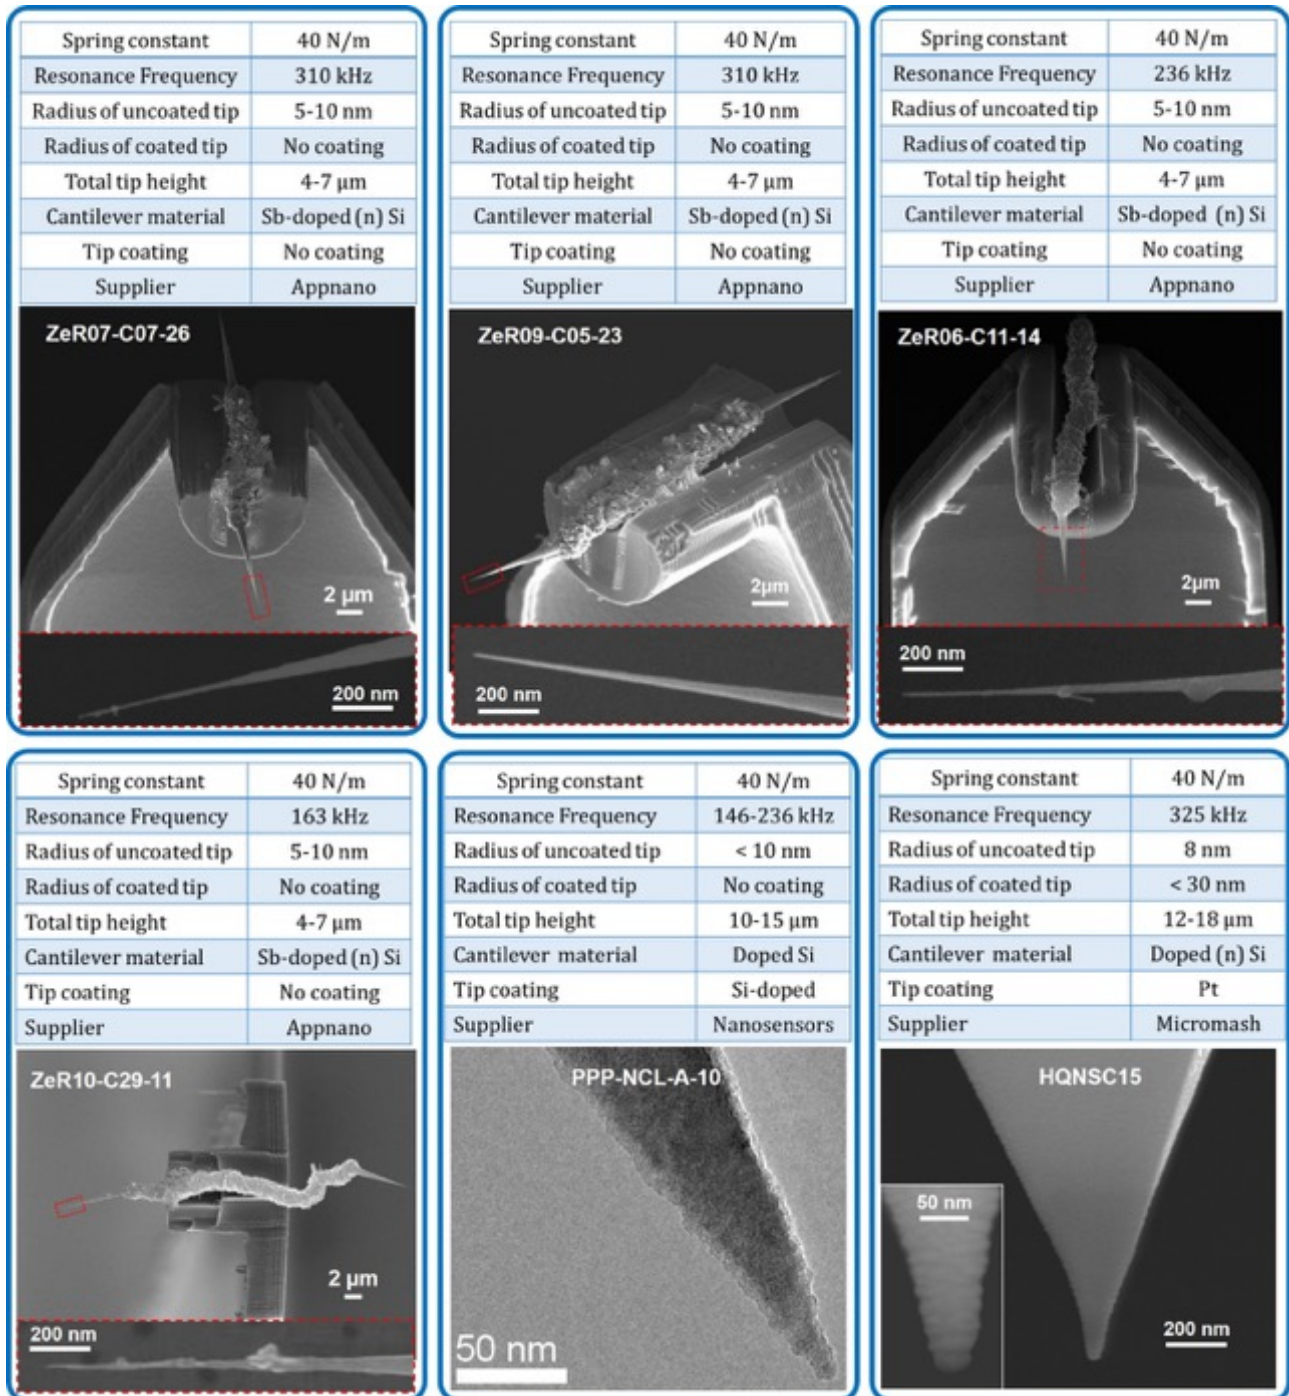 Spring constant 40 N/m
Resonance Frequency 310 kHz
Radius of uncoated tip 5-10 nm
Radius of coated tip No coating
Total tip height 4-7 µm
Cantilever material Sb-doped (n) Si
Tip coating No coating
Supplier Appnano
ZeR07-C07-26
2 µm
200 nm
Spring constant 40 N/m
Resonance Frequency 310 kHz
Radius of uncoated tip 5-10 nm
Radius of coated tip No coating
Total tip height 4-7 µm
Cantilever material Sb-doped (n) Si
Tip coating No coating
Supplier Appnano
ZeR09-C05-23
2µm
200 nm
Spring constant 40 N/m
Resonance Frequency 236 kHz
Radius of uncoated tip 5-10 nm
Radius of coated tip No coating
Total tip height 4-7 µm
Cantilever material Sb-doped (n) Si
Tip coating No coating
Supplier Appnano
ZeR06-C11-14
2µm
200 nm
Spring constant 40 N/m
Resonance Frequency 163 kHz
Radius of uncoated tip 5-10 nm
Radius of coated tip No coating
Total tip height 4-7 µm
Cantilever material Sb-doped (n) Si
Tip coating No coating
Supplier Appnano
ZeR10-C29-11
2 µm
200 nm
Spring constant 40 N/m
Resonance Frequency 146-236 kHz
Radius of uncoated tip < 10 nm
Radius of coated tip No coating
Total tip height 10-15 µm
Cantilever material Doped Si
Tip coating Si-doped
Supplier Nanosensors
PPP-NCL-A-10
50 nm
Spring constant 40 N/m
Resonance Frequency 325 kHz
Radius of uncoated tip 8 nm
Radius of coated tip < 30 nm
Total tip height 12-18 µm
Cantilever material Doped (n) Si
Tip coating Pt
Supplier Micromash
HQNSC15
50 nm
200 nm